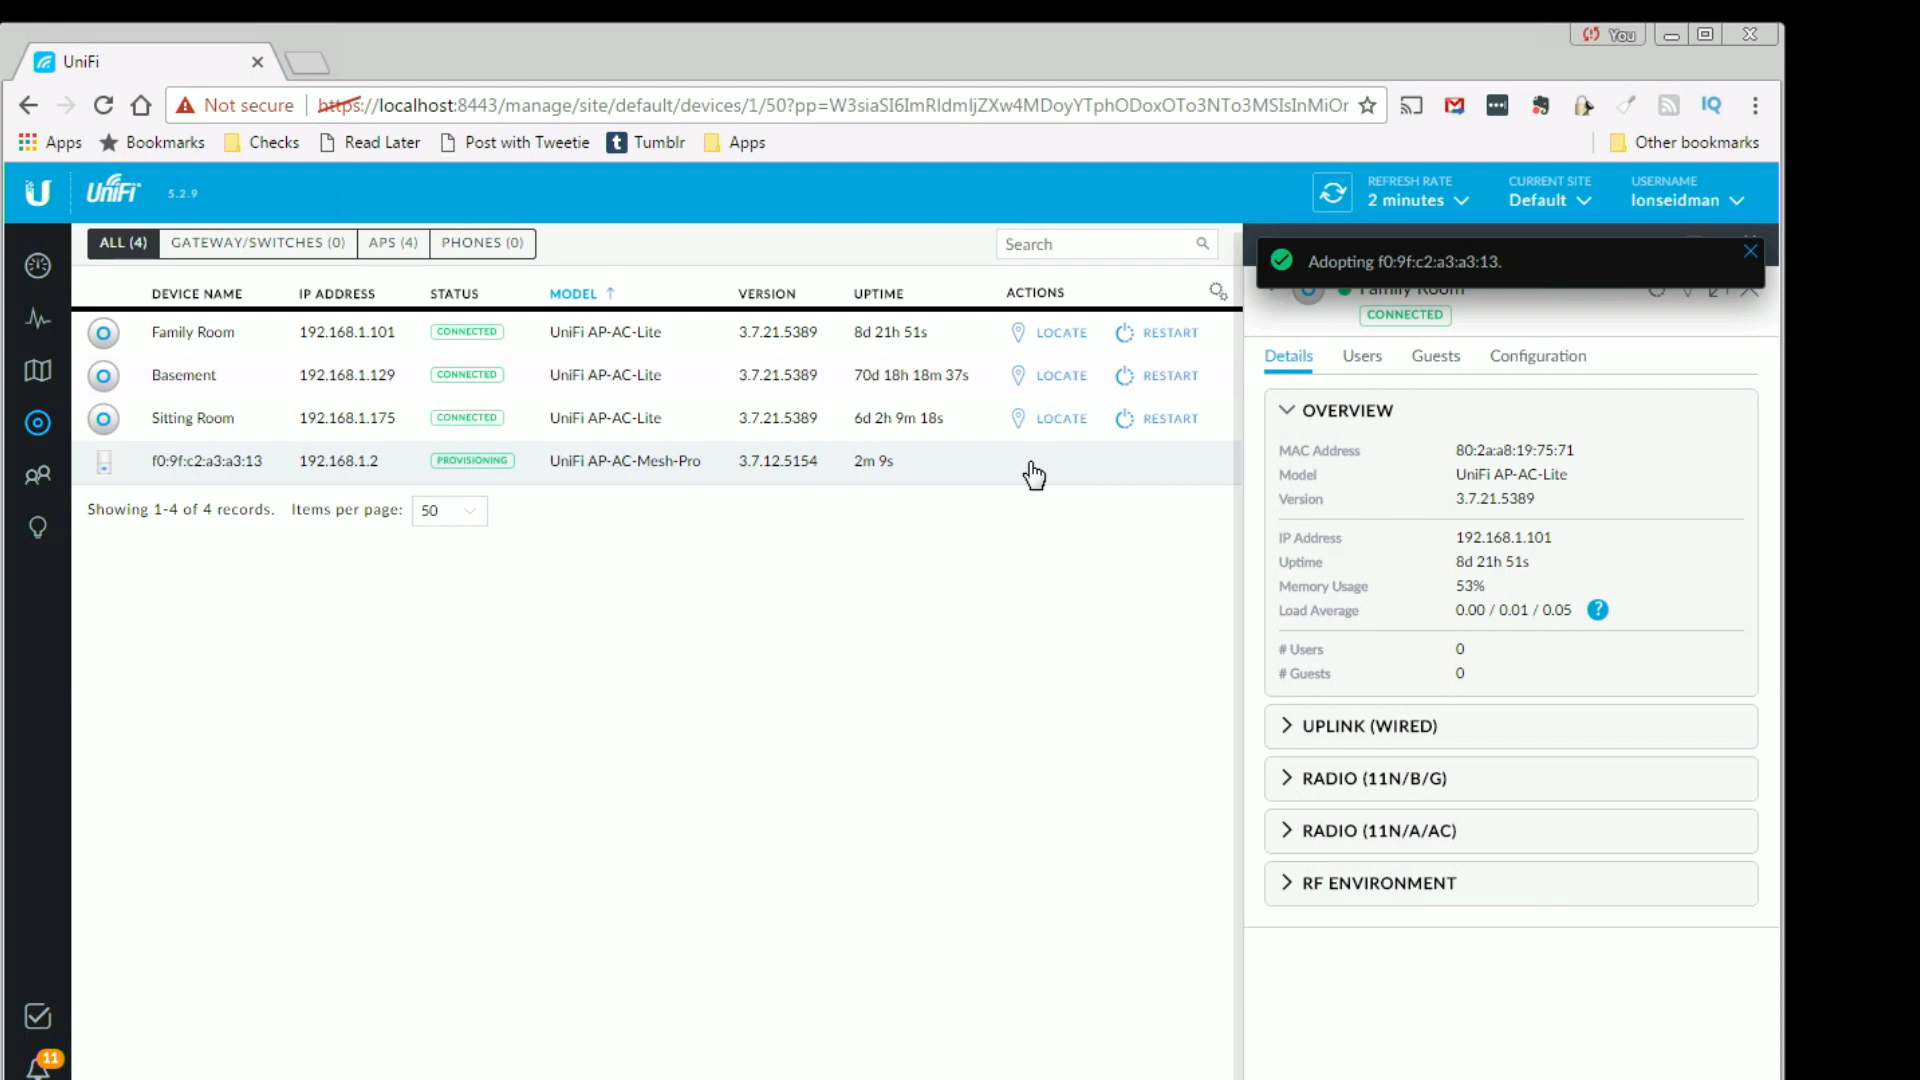 You
UniFi
Not secure
https://localhost:8443/manage/site/default/devices/1/50?pp=W3siaSI6ImRldmljZXw4MDoyYTphODoxOTo3NTo3MSIsInMiOr
Apps
Bookmarks
Checks
Read Later
Post with Tweetie
Tumblr
Apps
Other bookmarks
UniFi
5.2.9
REFRESH RATE
2 minutes
CURRENT SITE
Default
USERNAME
lonseidman
ALL (4) GATEWAY/SWITCHES (0) APS (4) PHONES (0)
Search
DEVICE NAME IP ADDRESS STATUS MODEL ↑ VERSION UPTIME ACTIONS
Family Room 192.168.1.101 CONNECTED UniFi AP-AC-Lite 3.7.21.5389 8d 21h 51s LOCATE RESTART
Basement 192.168.1.129 CONNECTED UniFi AP-AC-Lite 3.7.21.5389 70d 18h 18m 37s LOCATE RESTART
Sitting Room 192.168.1.175 CONNECTED UniFi AP-AC-Lite 3.7.21.5389 6d 2h 9m 18s LOCATE RESTART
f0:9f:c2:a3:a3:13 192.168.1.2 PROVISIONING UniFi AP-AC-Mesh-Pro 3.7.12.5154 2m 9s
Showing 1-4 of 4 records. Items per page: 50
Adopting f0:9f:c2:a3:a3:13.
Family Room
CONNECTED
Details Users Guests Configuration
OVERVIEW
MAC Address 80:2a:a8:19:75:71
Model UniFi AP-AC-Lite
Version 3.7.21.5389
IP Address 192.168.1.101
Uptime 8d 21h 51s
Memory Usage 53%
Load Average 0.00 / 0.01 / 0.05 ?
# Users 0
# Guests 0
UPLINK (WIRED)
RADIO (11N/B/G)
RADIO (11N/A/AC)
RF ENVIRONMENT
11